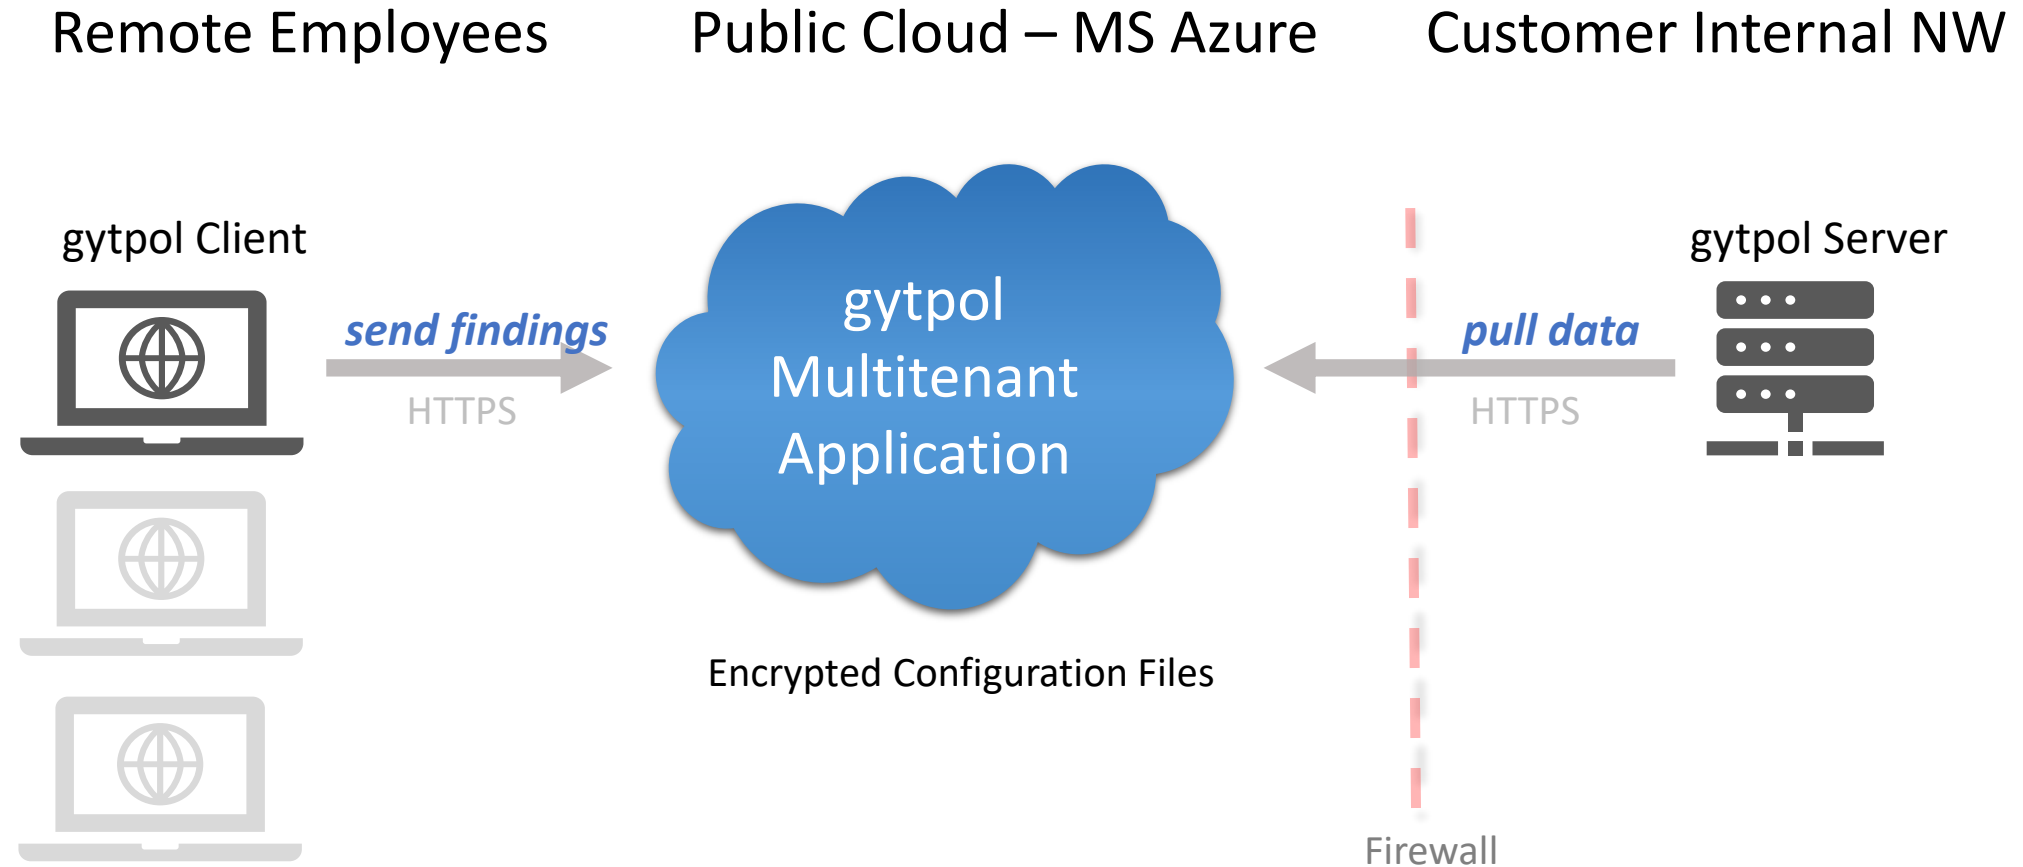 Remote Employees
Public Cloud – MS Azure
Customer Internal NW
gytpol Client
send findings
HTTPS
gytpol
Multitenant
Application
Encrypted Configuration Files
gytpol Server
pull data
HTTPS
Firewall